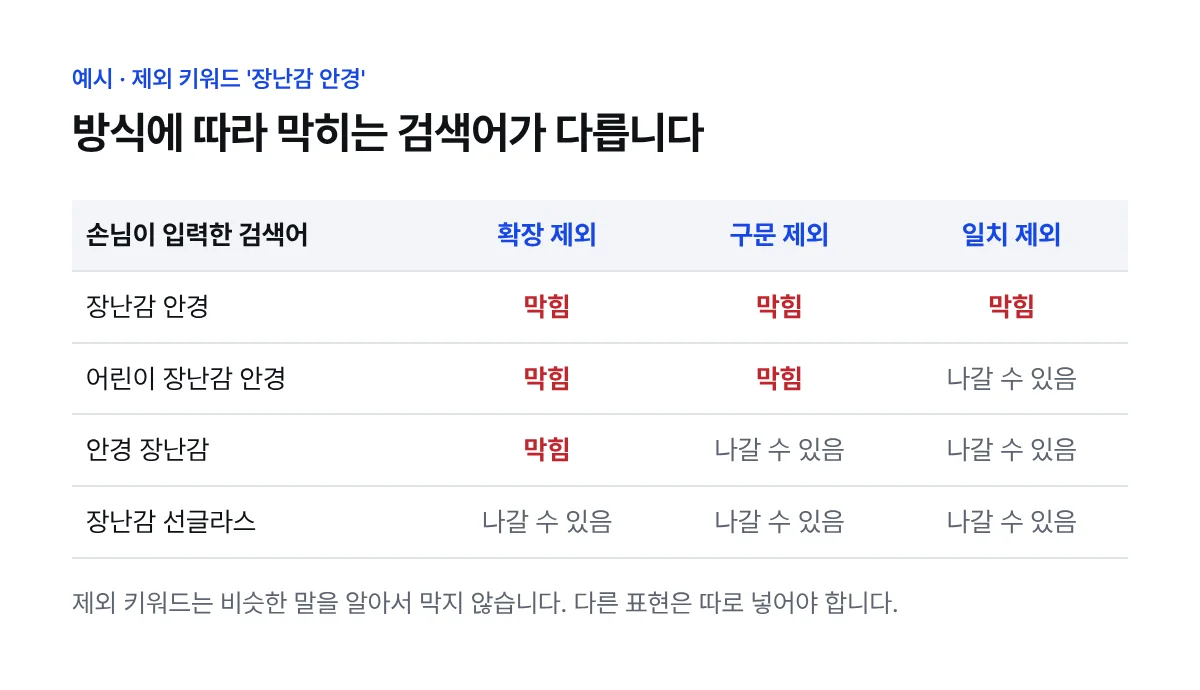 예시 · 제외 키워드 '장난감 안경'
방식에 따라 막히는 검색어가 다릅니다
손님이 입력한 검색어 확장 제외 구문 제외 일치 제외
장난감 안경 막힘 막힘 막힘
어린이 장난감 안경 막힘 막힘 나갈 수 있음
안경 장난감 막힘 나갈 수 있음 나갈 수 있음
장난감 선글라스 나갈 수 있음 나갈 수 있음 나갈 수 있음
제외 키워드는 비슷한 말을 알아서 막지 않습니다. 다른 표현은 따로 넣어야 합니다.